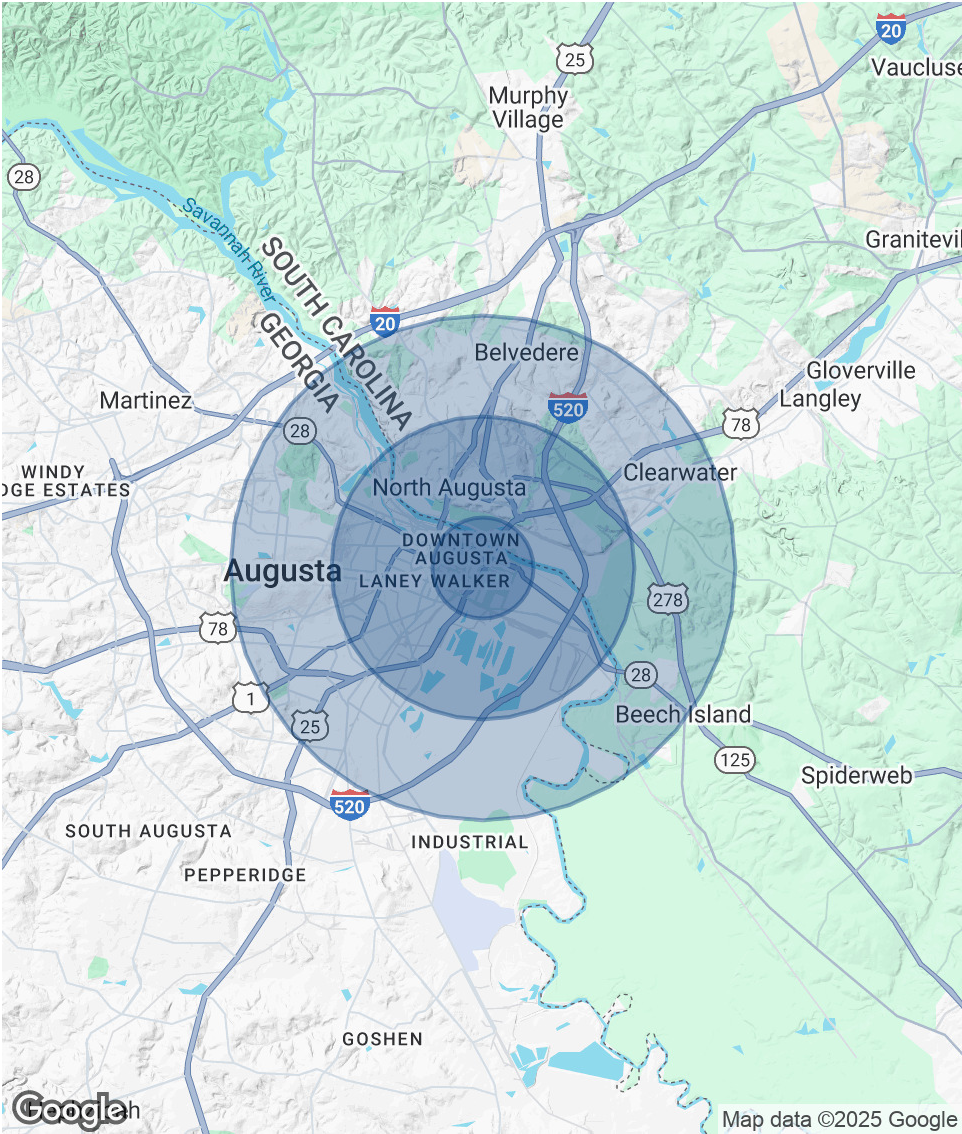 20
Vaucluse
25
Murphy
Village
28
Savannah River
Granitevil
SOUTH CAROLINA
GEORGIA
20
Belvedere
Gloverville
Langley
Martinez
520
28
78
WINDY
DGE ESTATES
Clearwater
North Augusta
DOWNTOWN
AUGUSTA
Augusta
LANEY WALKER
278
78
28
1
25
Beech Island
125
Spiderweb
520
SOUTH AUGUSTA
INDUSTRIAL
PEPPERIDGE
GOSHEN
Google
Map data ©2025 Google